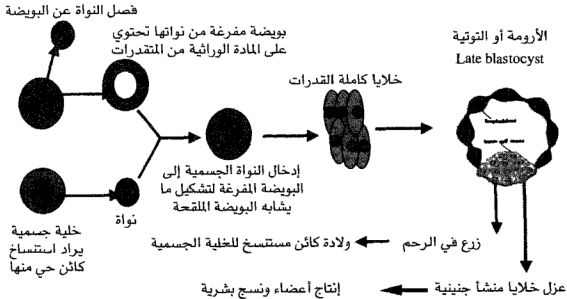 فصل النواة عن البويضة
بويضة مفرغة من نواتها تحتوي
على المادة الوراثية من المتقدرات
الأرومة أو التوتية
Late blastocyst
خلايا كاملة القدرات
إدخال النواة الجسمية إلى
البويضة المفرغة لتشكيل ما
يشابه البويضة الملقحة
نواة
خلية جسمية
يراد استنساخ
كائن حي منها
زرع في الرحم
ولادة كائن مستنسخ للخلية الجسمية
عزل خلايا منشأ جنينية
إنتاج أعضاء ونسج بشرية